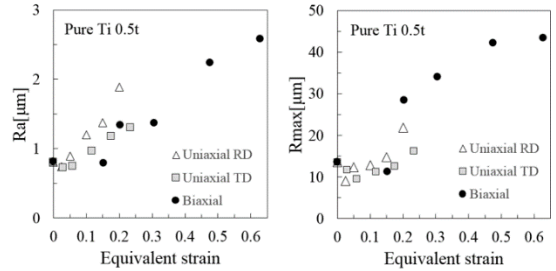 Pure Ti 0.5t
3
2
1
0
Ra[μm]
△ Uniaxial RD
■ Uniaxial TD
● Biaxial
0 0.1 0.2 0.3 0.4 0.5 0.6
Equivalent strain
Pure Ti 0.5t
50
40
30
20
10
0
Rmax[μm]
△ Uniaxial RD
■ Uniaxial TD
● Biaxial
0 0.1 0.2 0.3 0.4 0.5 0.6
Equivalent strain